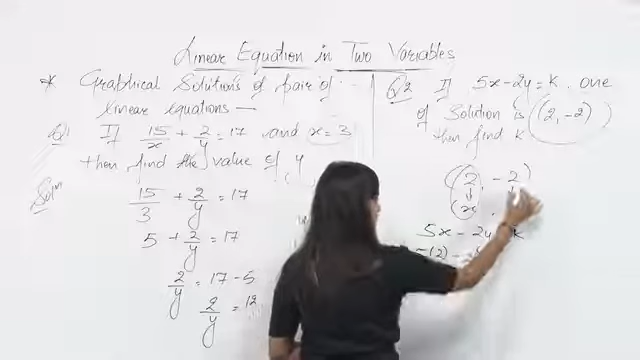 Linear Equation in Two Variables
* Graphical Solutions of pair of
linear equations —
Q1 If 15/x + 2/y = 17 and x = 3
then find the value of y
Soln
15/3 + 2/y = 17
5 + 2/y = 17
2/y = 17 - 5
2/y = 12
Q2 If 5x - 2y = K. one
of Solution is (2, -2)
then find K
(2, -2)
(x
5x - 2y K